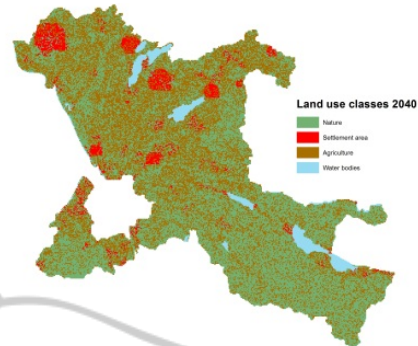 Land use classes 2040
Nature
Settlement area
Agriculture
Water bodies